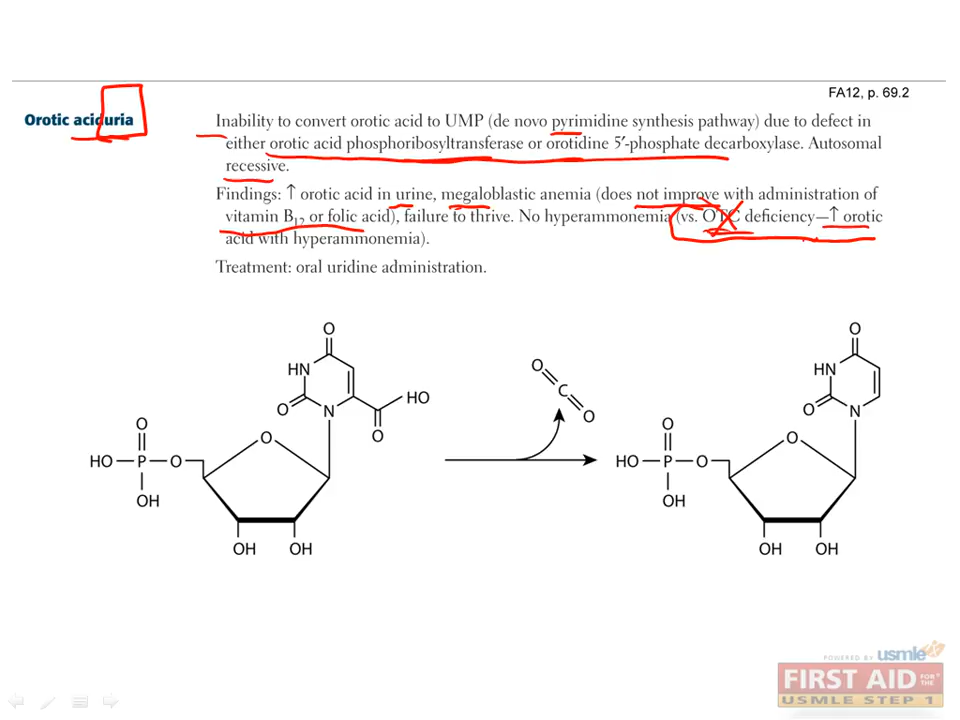 FA12, p. 69.2
Orotic aciduria
Inability to convert orotic acid to UMP (de novo pyrimidine synthesis pathway) due to defect in
either orotic acid phosphoribosyltransferase or orotidine 5′-phosphate decarboxylase. Autosomal
recessive.
Findings: ↑ orotic acid in urine, megaloblastic anemia (does not improve with administration of
vitamin B12 or folic acid), failure to thrive. No hyperammonemia (vs. OTC deficiency—↑ orotic
acid with hyperammonemia).
Treatment: oral uridine administration.
O
HN
O
N
HO
O
O
HO
P
O
OH
O
OH
OH
O
C
O
O
HN
O
N
O
HO
P
O
OH
O
OH
OH
POWERED BY usmle
FIRST AID FOR THE
USMLE STEP 1